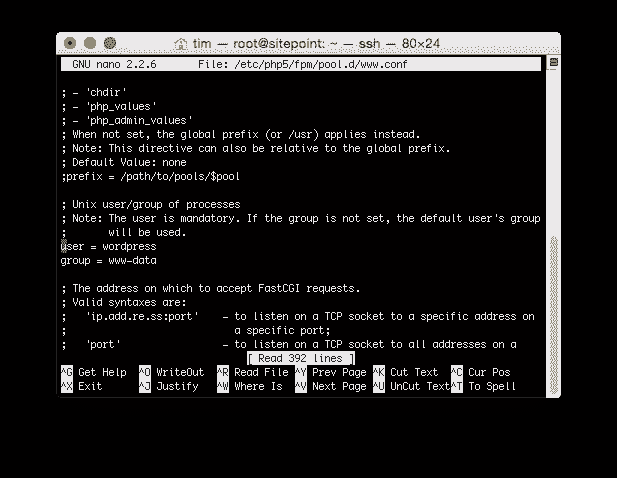 tim — root@sitepoint: ~ — ssh — 80×24
GNU nano 2.2.6 File: /etc/php5/fpm/pool.d/www.conf
; - 'chdir'
; - 'php_values'
; - 'php_admin_values'
; When not set, the global prefix (or /usr) applies instead.
; Note: This directive can also be relative to the global prefix.
; Default Value: none
;prefix = /path/to/pools/$pool
; Unix user/group of processes
; Note: The user is mandatory. If the group is not set, the default user's group
; will be used.
user = wordpress
group = www-data
; The address on which to accept FastCGI requests.
; Valid syntaxes are:
; 'ip.add.re.ss:port' - to listen on a TCP socket to a specific address on
; a specific port;
; 'port' - to listen on a TCP socket to all addresses on a
[ Read 392 lines ]
^G Get Help ^O WriteOut ^R Read File ^Y Prev Page ^K Cut Text ^C Cur Pos
^X Exit ^J Justify ^W Where Is ^V Next Page ^U UnCut Text ^T To Spell